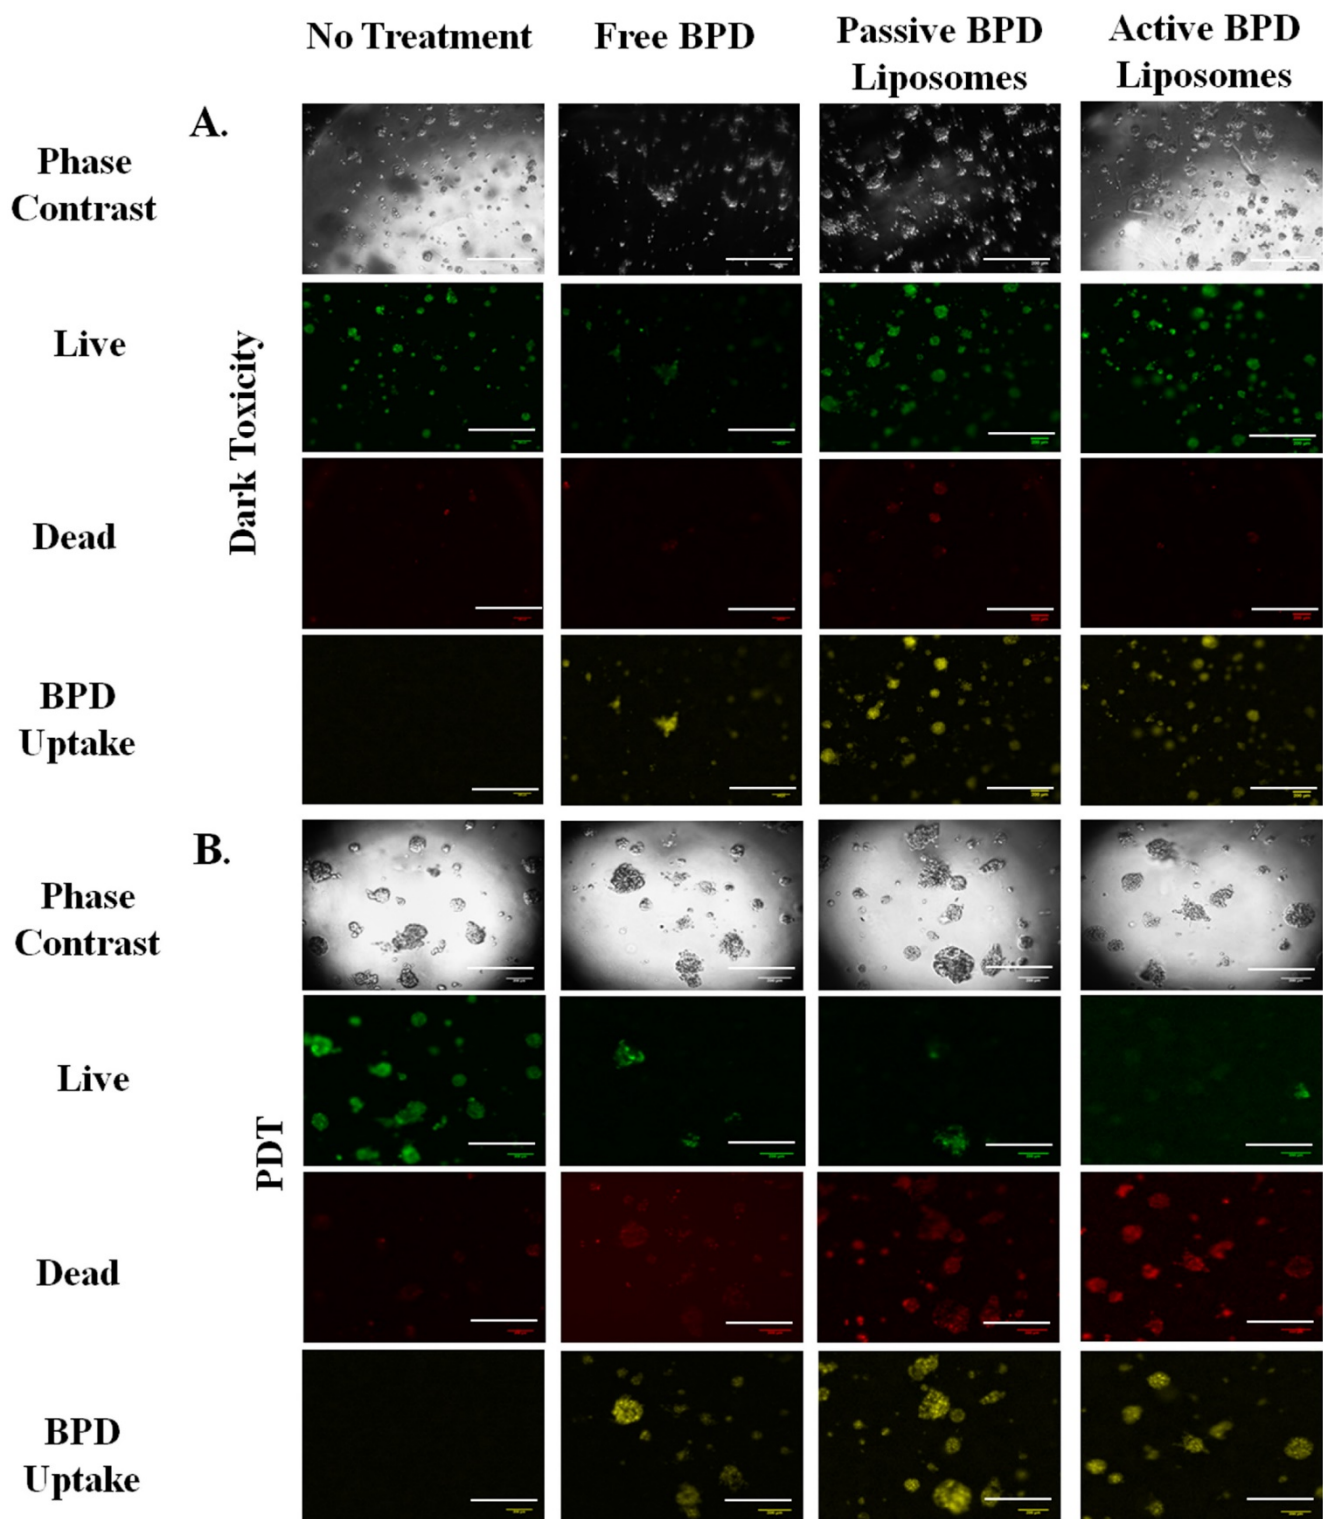 No Treatment
Free BPD
Passive BPD
Liposomes
Active BPD
Liposomes
A.
Phase
Contrast
Live
Dark Toxicity
Dead
BPD
Uptake
B.
Phase
Contrast
Live
PDT
Dead
BPD
Uptake